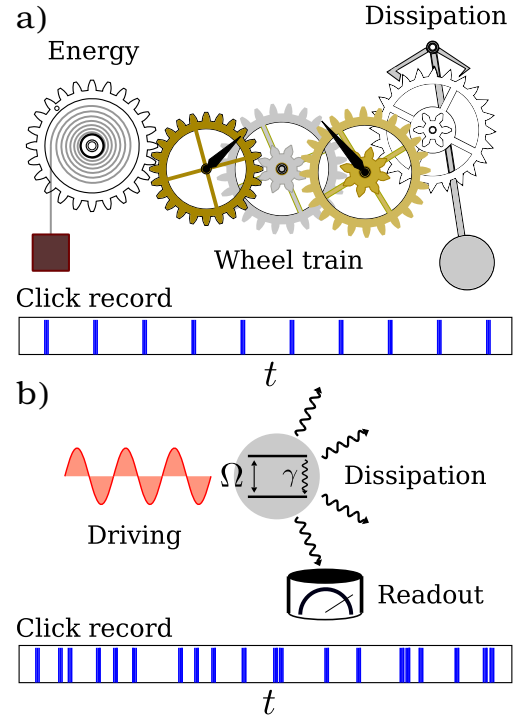 a)
Dissipation
Energy
Wheel train
Click record
t
b)
Ω
γ
Dissipation
Driving
Readout
Click record
t